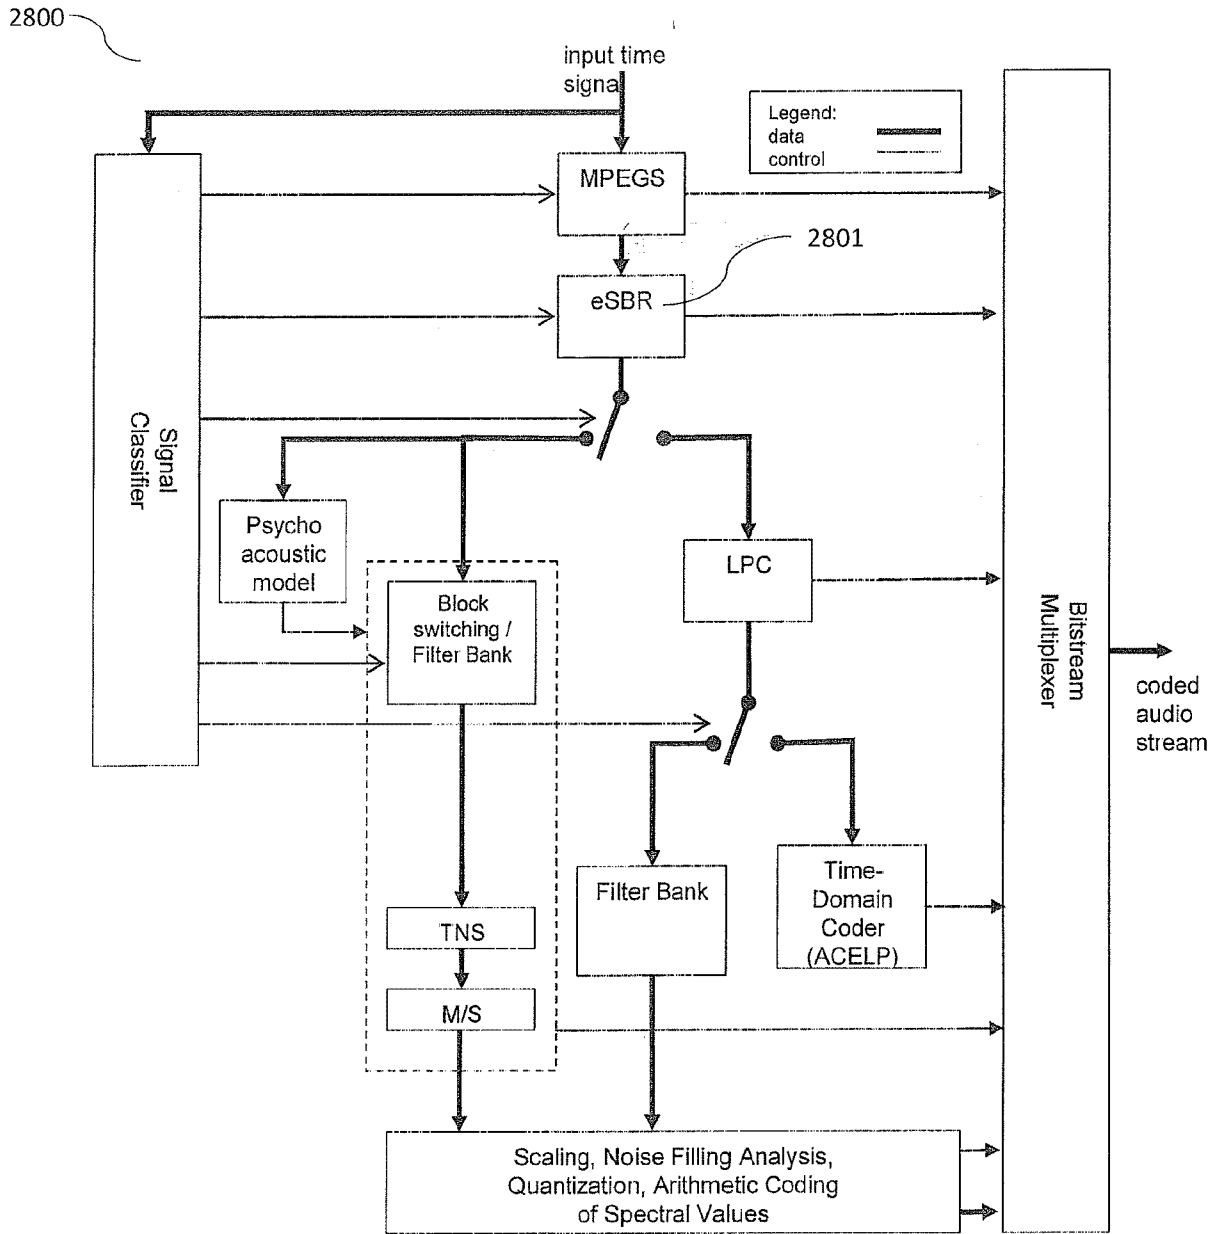 2800
input time
signal
Legend:
data
control
MPEGS
2801
eSBR
Signal
Classifier
Psycho
acoustic
model
LPC
Block
switching /
Filter Bank
Bitstream
Multiplexer
coded
audio
stream
Time-
Domain
Coder
(ACELP)
Filter Bank
TNS
M/S
Scaling, Noise Filling Analysis,
Quantization, Arithmetic Coding
of Spectral Values